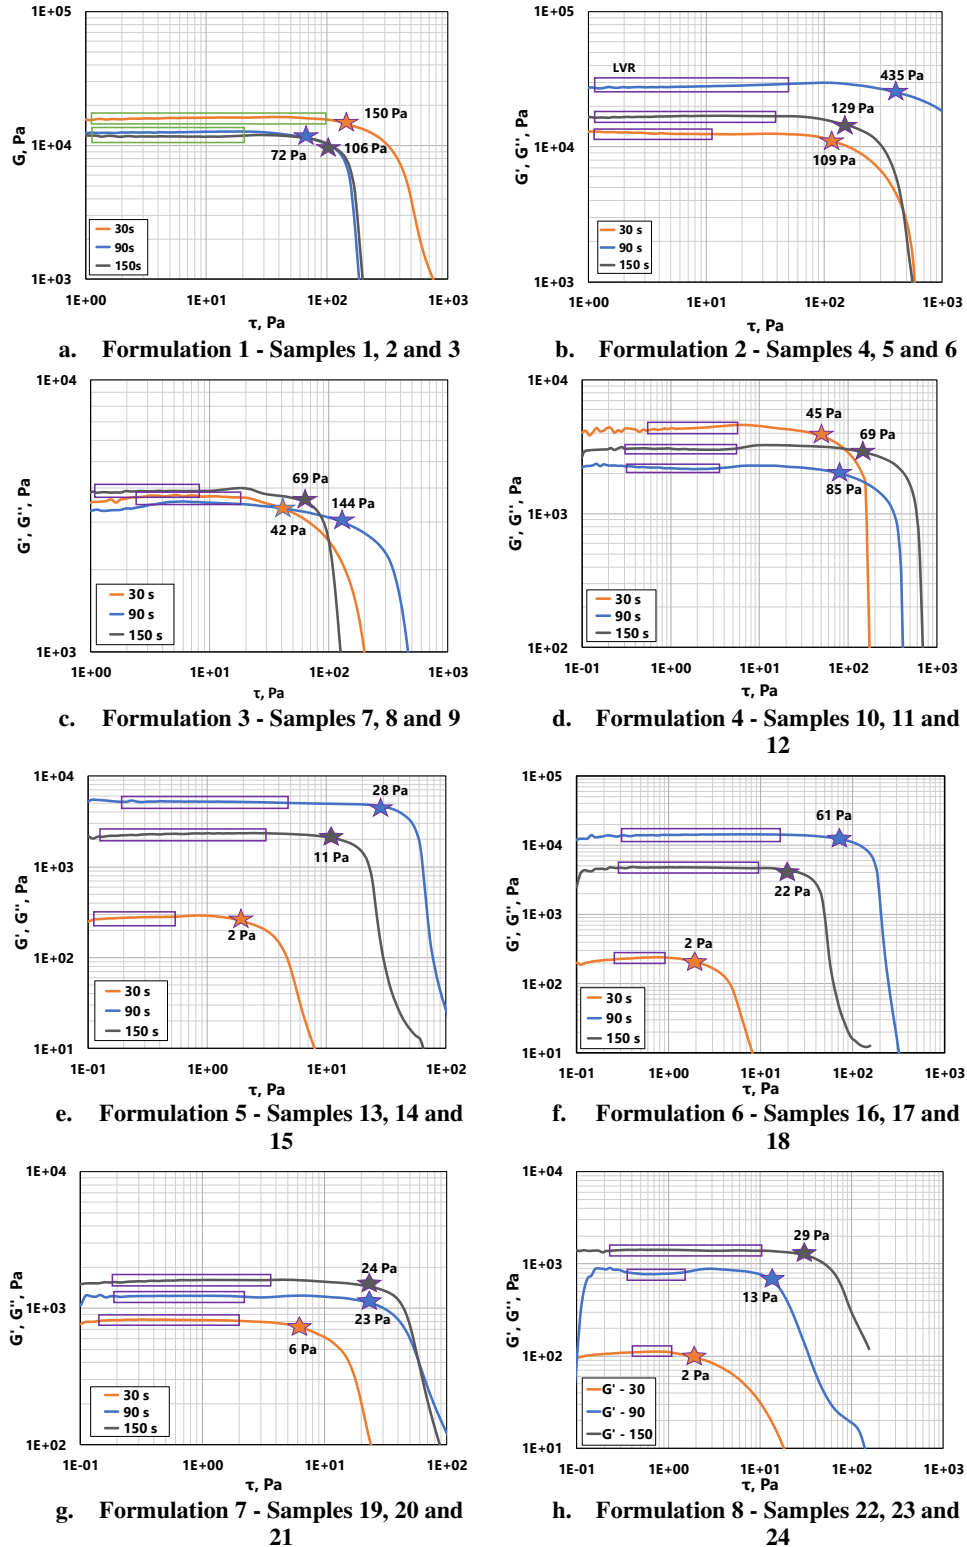 1E+05
1E+04
1E+03
G, Pa
150 Pa
72 Pa
106 Pa
30s
90s
150s
1E+00
1E+01
1E+02
1E+03
τ, Pa
a. Formulation 1 - Samples 1, 2 and 3
1E+05
1E+04
1E+03
G', G'', Pa
LVR
435 Pa
129 Pa
109 Pa
30 s
90 s
150 s
1E+00
1E+01
1E+02
1E+03
τ, Pa
b. Formulation 2 - Samples 4, 5 and 6
1E+04
1E+03
G', G'', Pa
69 Pa
144 Pa
42 Pa
30 s
90 s
150 s
1E+00
1E+01
1E+02
1E+03
τ, Pa
c. Formulation 3 - Samples 7, 8 and 9
1E+04
1E+03
1E+02
G', G'', Pa
45 Pa
69 Pa
85 Pa
30 s
90 s
150 s
1E-01
1E+00
1E+01
1E+02
1E+03
τ, Pa
d. Formulation 4 - Samples 10, 11 and
12
1E+04
1E+03
1E+02
1E+01
G', G'', Pa
28 Pa
11 Pa
2 Pa
30 s
90 s
150 s
1E-01
1E+00
1E+01
1E+02
τ, Pa
e. Formulation 5 - Samples 13, 14 and
15
1E+05
1E+04
1E+03
1E+02
1E+01
G', G'', Pa
61 Pa
22 Pa
2 Pa
30 s
90 s
150 s
1E-01
1E+00
1E+01
1E+02
1E+03
τ, Pa
f. Formulation 6 - Samples 16, 17 and
18
1E+04
1E+03
1E+02
G', G'', Pa
24 Pa
23 Pa
6 Pa
30 s
90 s
150 s
1E-01
1E+00
1E+01
1E+02
τ, Pa
g. Formulation 7 - Samples 19, 20 and
21
1E+04
1E+03
1E+02
1E+01
G', G'', Pa
29 Pa
13 Pa
2 Pa
G' - 30
G' - 90
G' - 150
1E-01
1E+00
1E+01
1E+02
1E+03
τ, Pa
h. Formulation 8 - Samples 22, 23 and
24